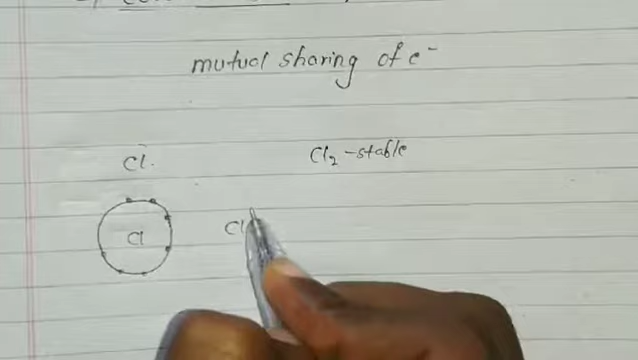 mutual sharing of e⁻
Cl. Cl₂ - stable
Cl Cl